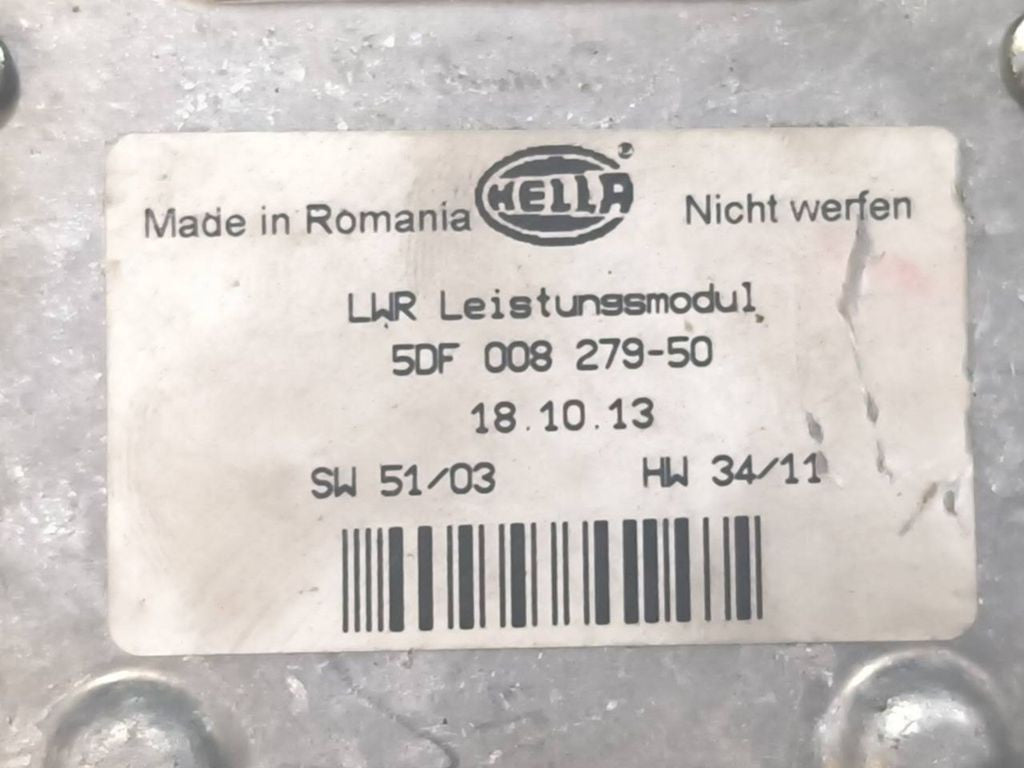 Made in Romania HELLA Nicht werfen
LWR Leistungsmodul
5DF 008 279-50
18.10.13
SW 51/03 HW 34/11